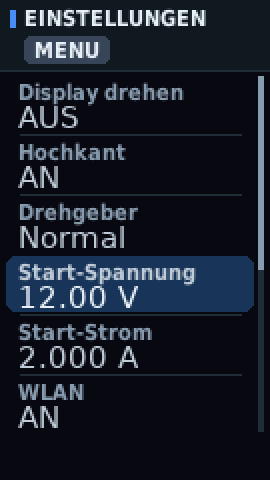 EINSTELLUNGEN
MENU
Display drehen
AUS
Hochkant
AN
Drehgeber
Normal
Start-Spannung
12.00 V
Start-Strom
2.000 A
WLAN
AN